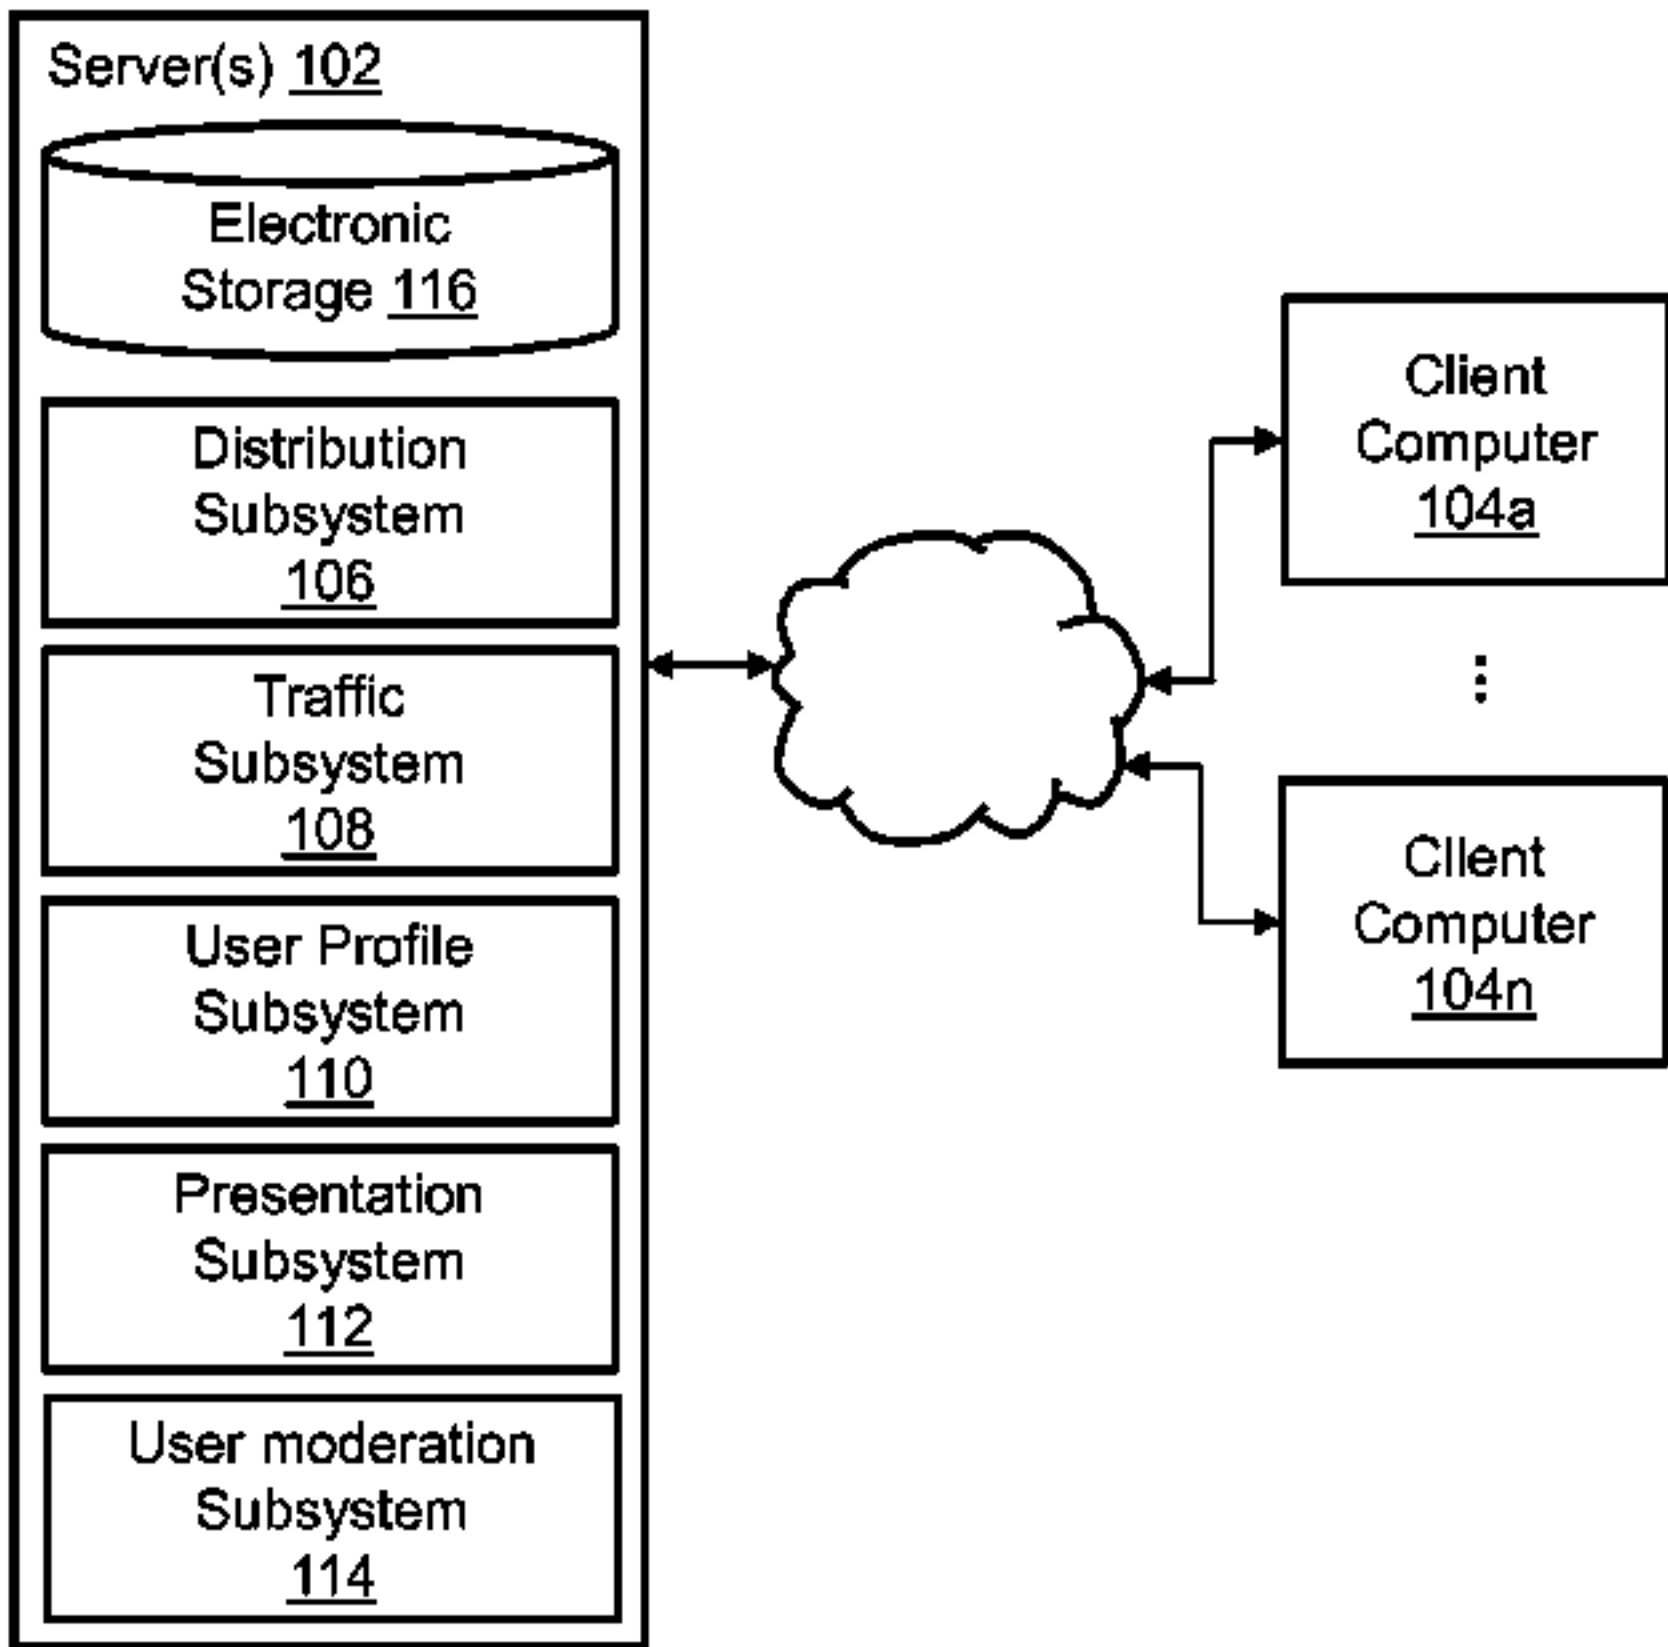 Server(s) 102
Electronic
Storage 116
Distribution
Subsystem
106
Traffic
Subsystem
108
User Profile
Subsystem
110
Presentation
Subsystem
112
User moderation
Subsystem
114
Client
Computer
104a
Client
Computer
104n